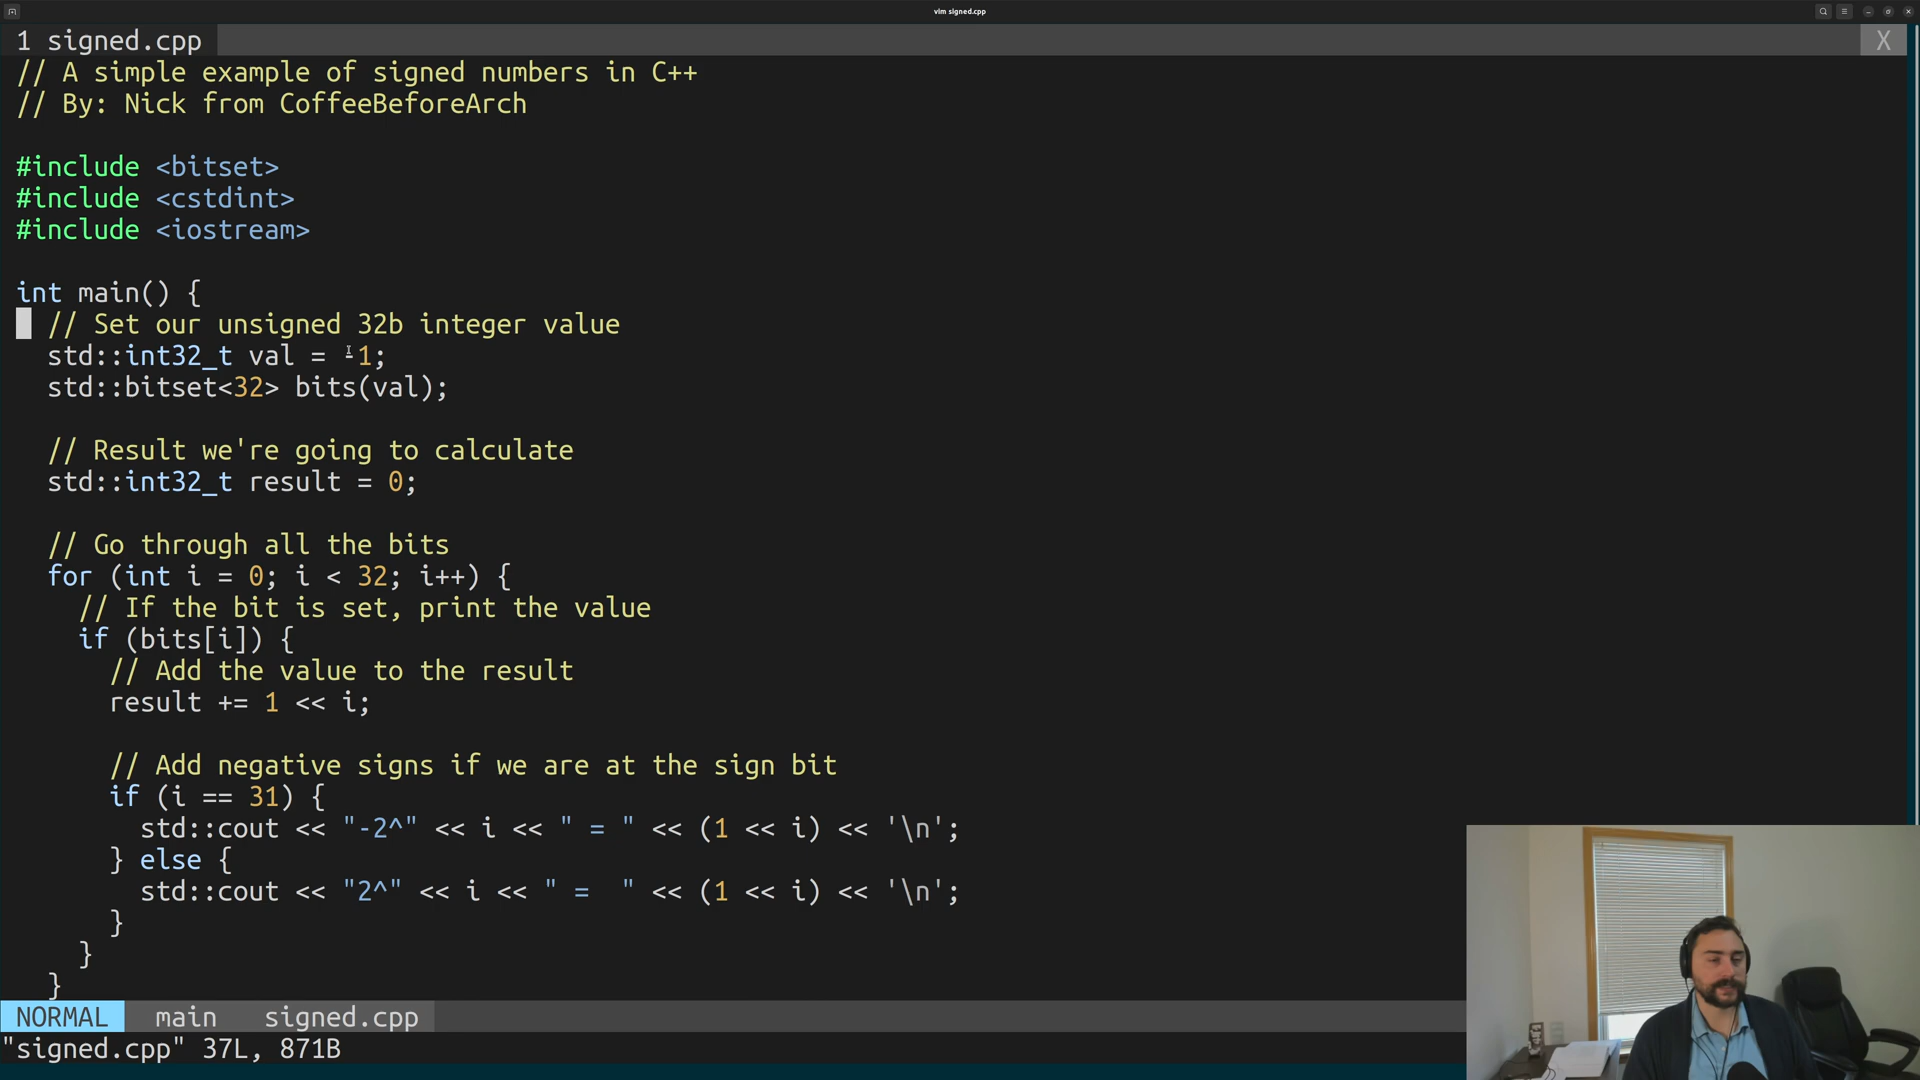 vim signed.cpp
1 signed.cpp X
// A simple example of signed numbers in C++
// By: Nick from CoffeeBeforeArch
#include <bitset>
#include <cstdint>
#include <iostream>
int main() {
  // Set our unsigned 32b integer value
  std::int32_t val = -1;
  std::bitset<32> bits(val);
  // Result we're going to calculate
  std::int32_t result = 0;
  // Go through all the bits
  for (int i = 0; i < 32; i++) {
    // If the bit is set, print the value
    if (bits[i]) {
      // Add the value to the result
      result += 1 << i;
      // Add negative signs if we are at the sign bit
      if (i == 31) {
        std::cout << "-2^" << i << " = " << (1 << i) << '\n';
      } else {
        std::cout << "2^" << i << " =  " << (1 << i) << '\n';
      }
    }
  }
NORMAL main signed.cpp
"signed.cpp" 37L, 871B